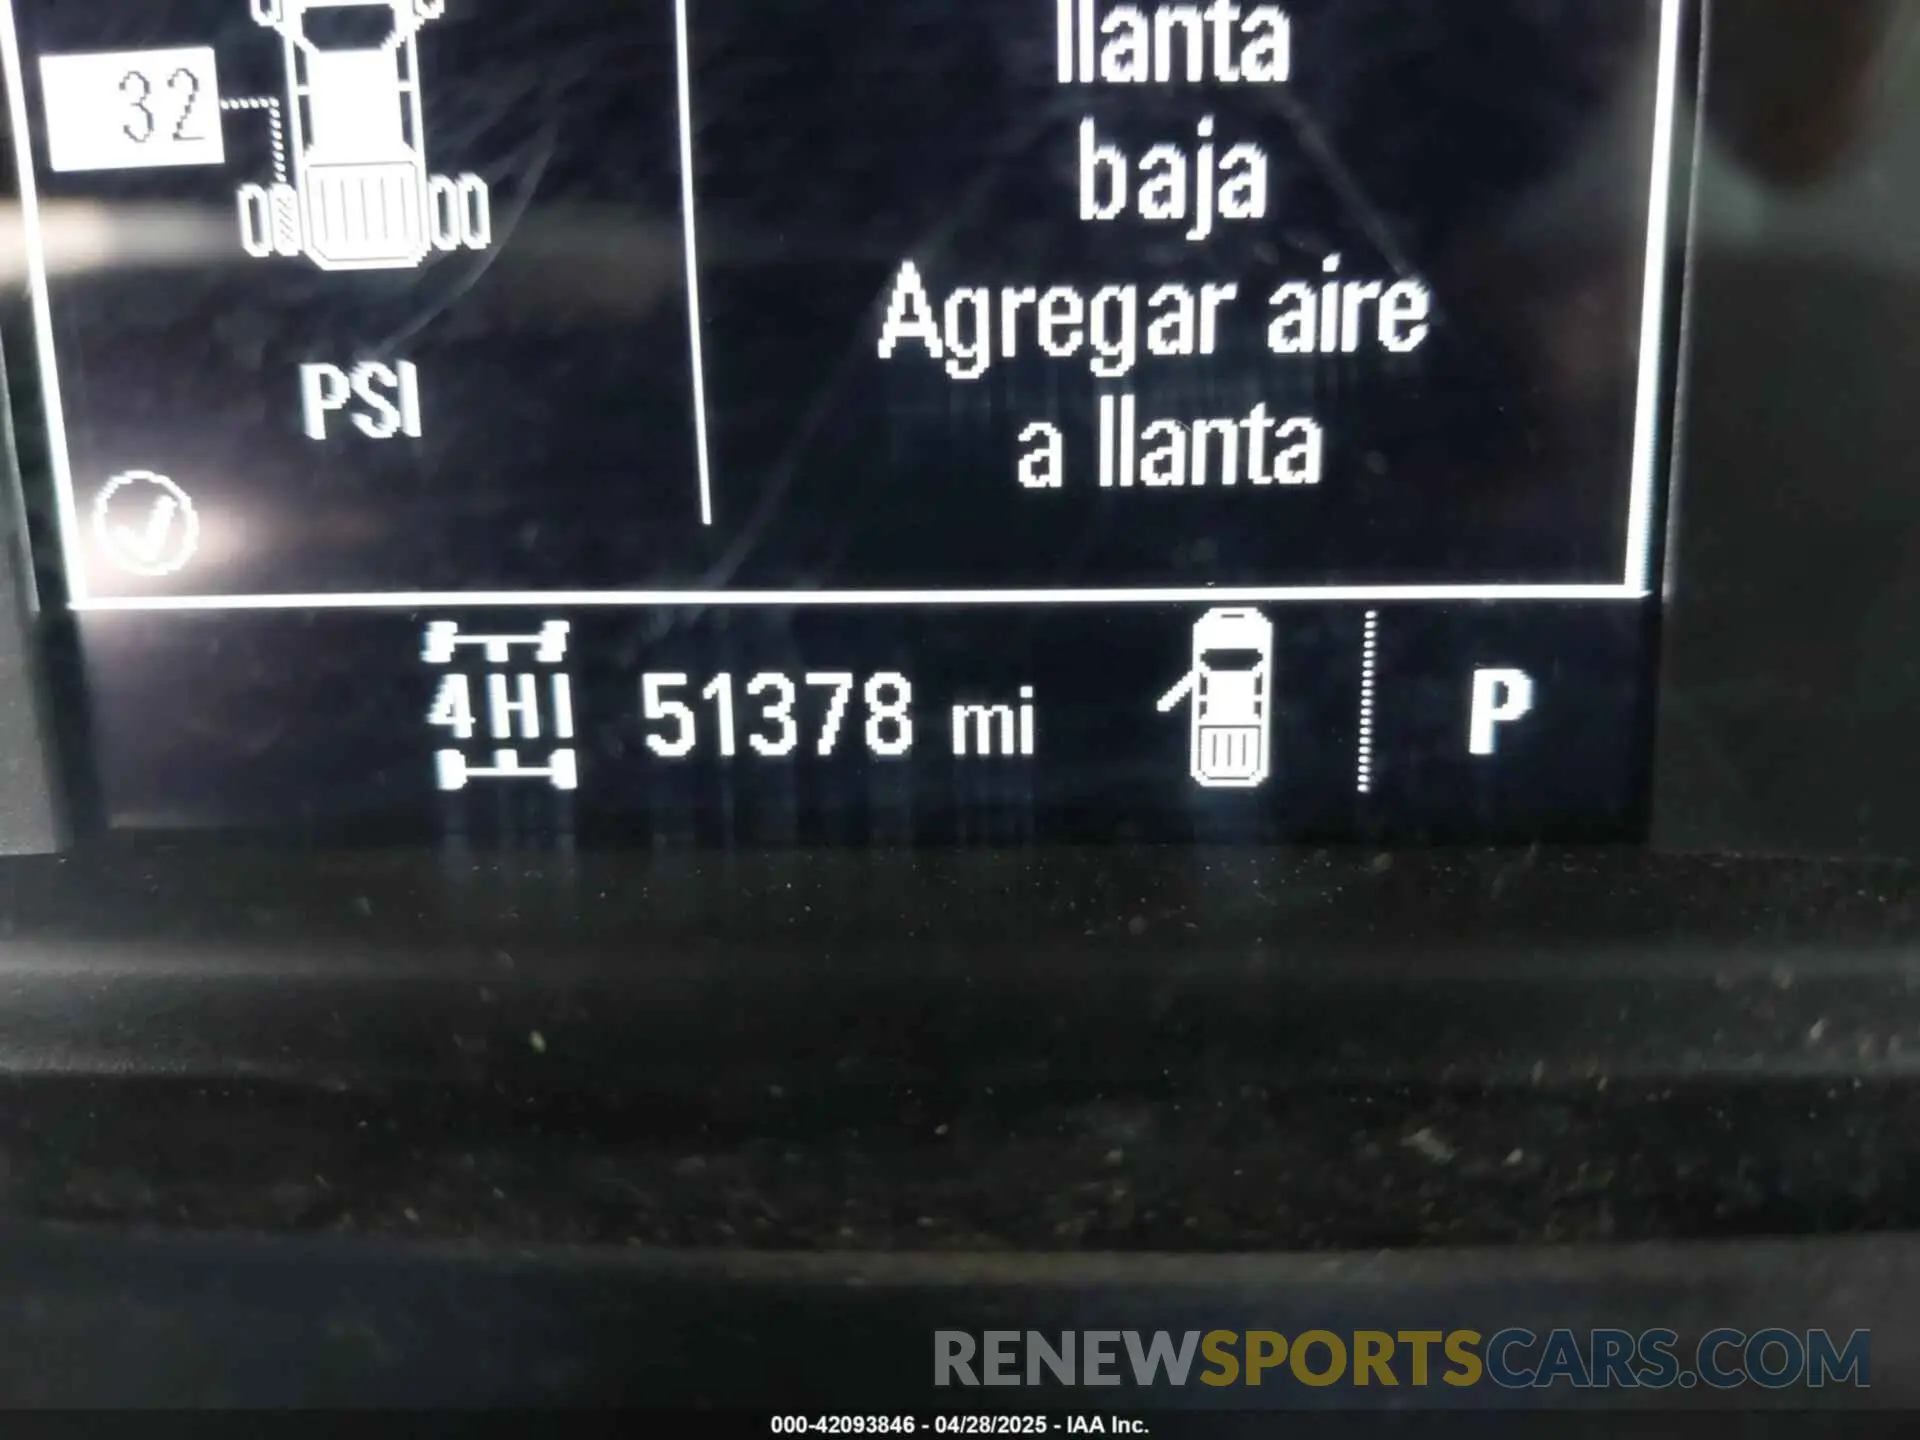 32
llanta
baja
Agregar aire
a llanta
PSI
4HI 51378 mi P
RENEWSPORTSCARS.COM
000-42093846 - 04/28/2025 - IAA Inc.